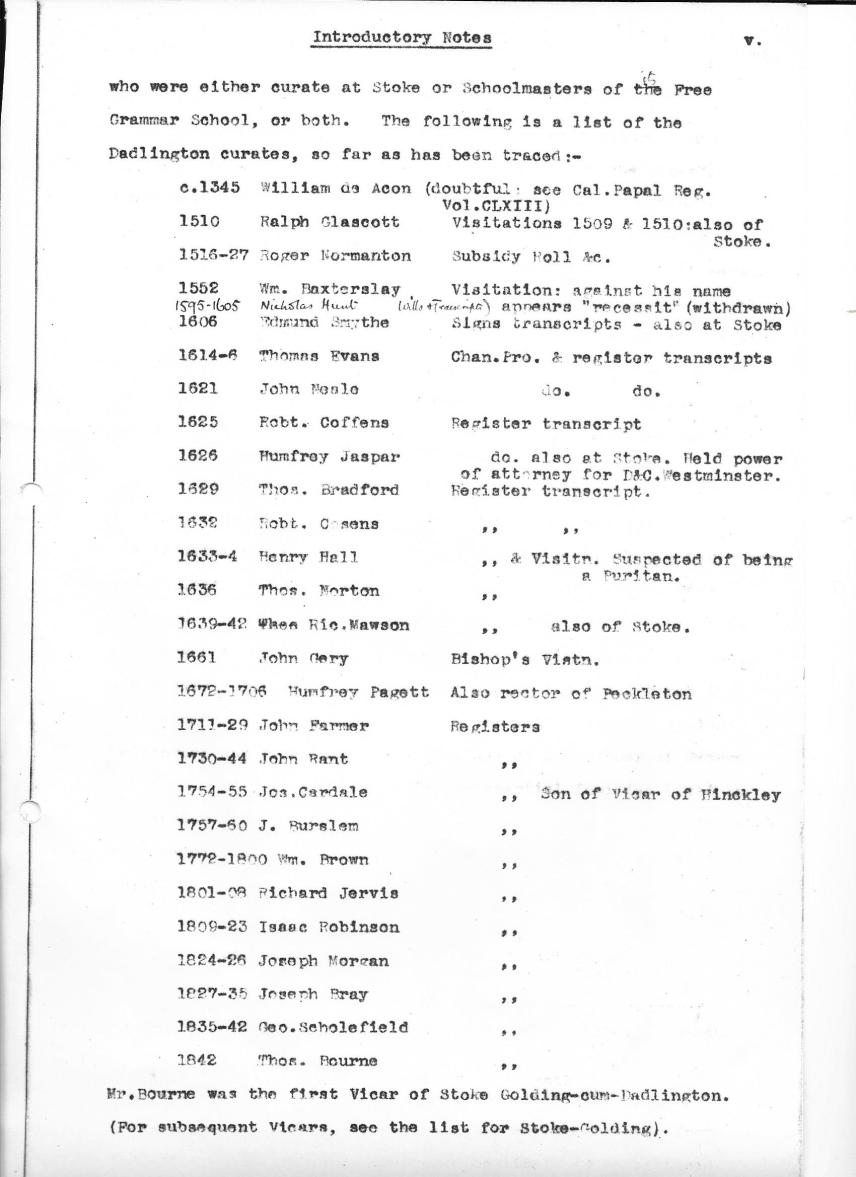 Introductory Notes v.
who were either curate at Stoke or Schoolmasters of the Free
Grammar School, or both. The following is a list of the
Dadlington curates, so far as has been traced:-
c.1345 William de Acon (doubtful: see Cal.Papal Reg.
Vol.CLXIII)
1510 Ralph Glascott Visitations 1509 & 1510:also of
Stoke.
1516-27 Roger Normanton Subsidy Roll &c.
1552 Wm. Baxterslay Visitation: against his name
1595-1605 Nicholas Hunt (Wills & Transcripts) appears "recessit" (withdrawn)
1606 Edmund Smythe Signs transcripts - also at Stoke
1614-6 Thomas Evans Chan.Pro. & register transcripts
1621 John Neale do. do.
1625 Robt. Coffens Register transcript
1626 Humfrey Jaspar do. also at Stoke. Held power
of attorney for D&C.Westminster.
1629 Thos. Bradford Register transcript.
1632 Robt. Cosens ,, ,,
1633-4 Henry Hall ,, & Visitn. Suspected of being
a Puritan.
1636 Thos. Norton ,,
1639-42 Ric.Mawson ,, also of Stoke.
1661 John Gery Bishop's Vistn.
1672-1706 Humfrey Pagett Also rector of Peckleton
1711-29 John Farmer Registers
1730-44 John Rant ,,
1754-55 Jos.Cardale ,, Son of Vicar of Hinckley
1757-60 J. Burslem ,,
1772-1800 Wm. Brown ,,
1801-08 Richard Jervis ,,
1809-23 Isaac Robinson ,,
1824-26 Joseph Morgan ,,
1827-35 Joseph Bray ,,
1835-42 Geo.Scholefield ,,
1842 Thos. Bourne ,,
Mr.Bourne was the first Vicar of Stoke Golding-cum-Dadlington.
(For subsequent Vicars, see the list for Stoke-Golding).